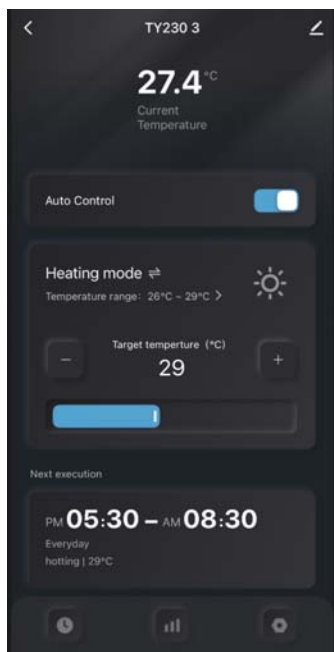 TY230 3
27.4°C
Current
Temperature
Auto Control
Heating mode ⇌
Temperature range: 26°C ~ 29°C >
Target temperture (°C)
− 29 +
Next execution
PM 05:30 – AM 08:30
Everyday
hotting | 29°C